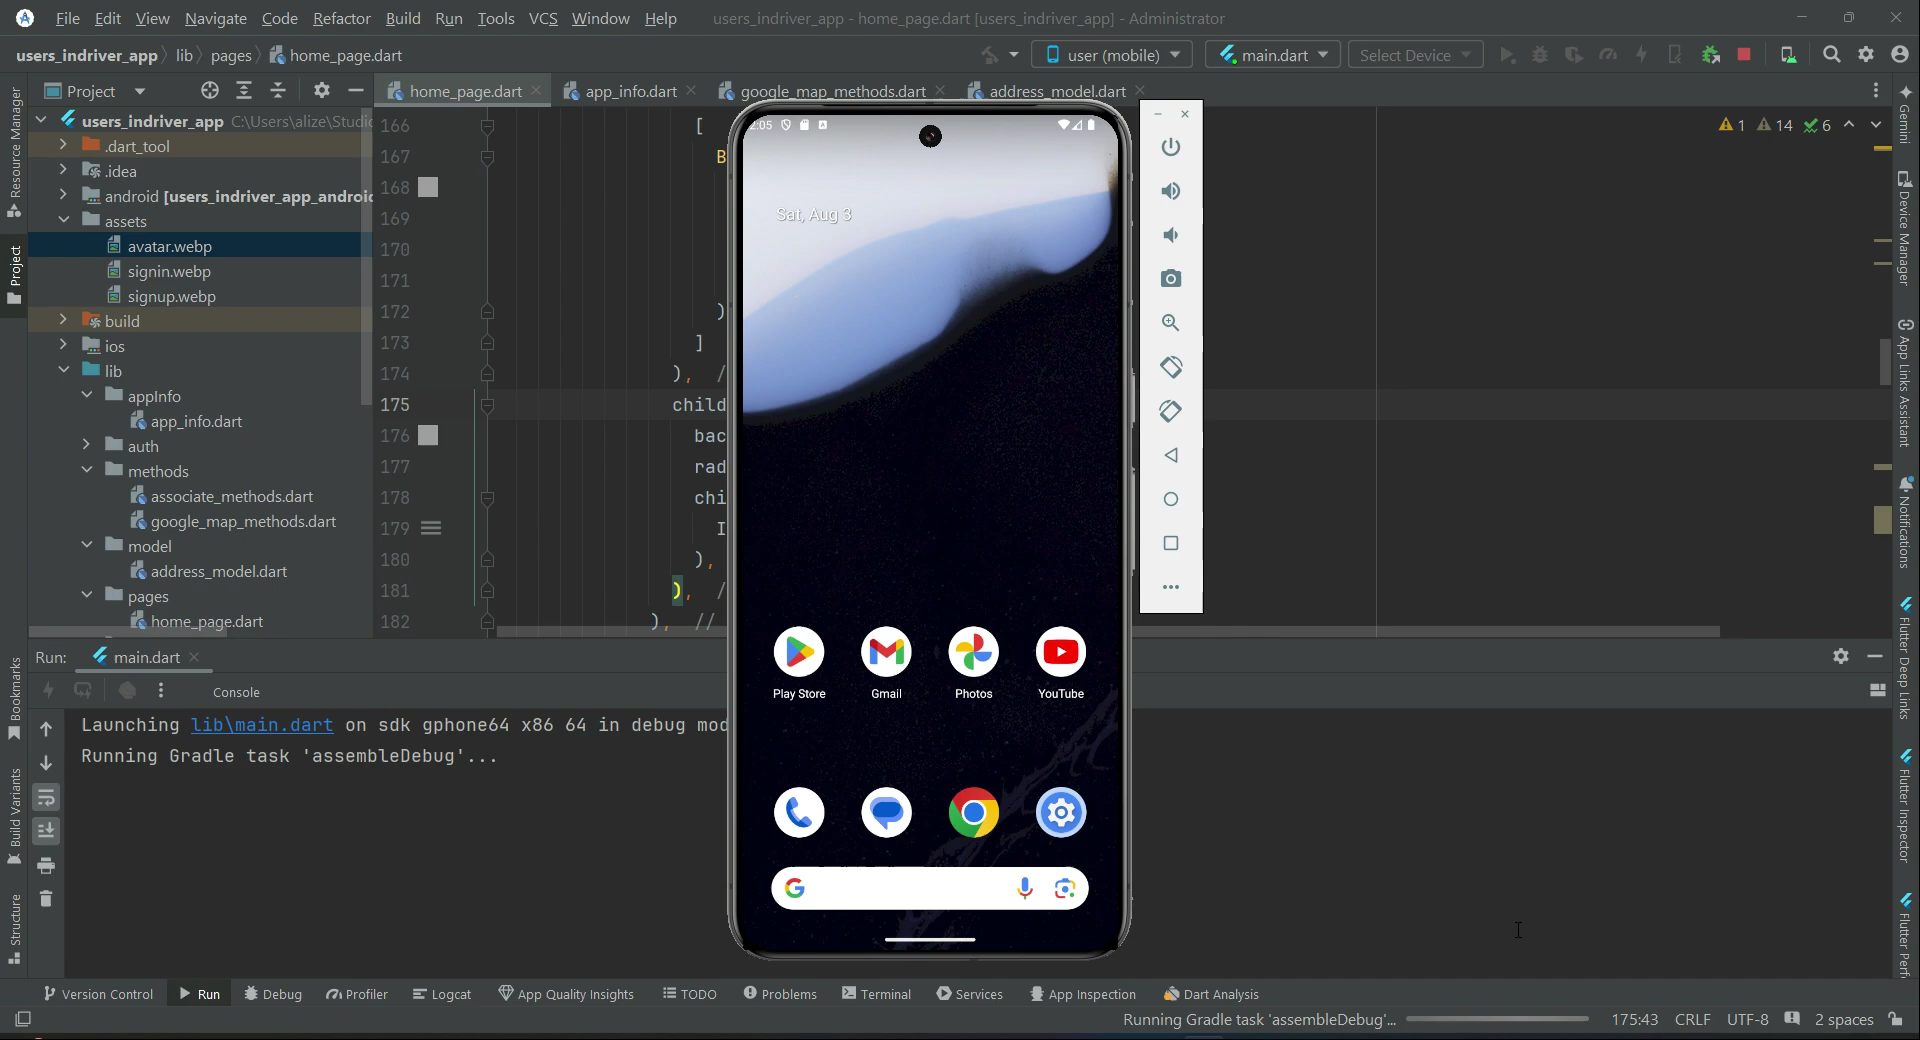 File Edit View Navigate Code Refactor Build Run Tools VCS Window Help users_indriver_app - home_page.dart [users_indriver_app] - Administrator
users_indriver_app lib pages home_page.dart user (mobile) main.dart Select Device
Project home_page.dart app_info.dart google_map_methods.dart address_model.dart
users_indriver_app C:\Users\alize\Studi
.dart_tool
.idea
android [users_indriver_app_androi
assets
avatar.webp
signin.webp
signup.webp
build
ios
lib
appInfo
app_info.dart
auth
methods
associate_methods.dart
google_map_methods.dart
model
address_model.dart
pages
home_page.dart
166 [
167 B
168
169
170
171
172 )
173 ]
174 ), /
175 child
176 bac
177 rad
178 chi
179 I
180 ),
181 ), /
182 ), //
1 14 6
2:05
Sat, Aug 3
Play Store Gmail Photos YouTube
Resource Manager
Project
Bookmarks
Build Variants
Structure
Gemini
Device Manager
App Links Assistant
Notifications
Flutter Deep Links
Flutter Inspector
Flutter Perf
Run: main.dart
Console
Launching lib\main.dart on sdk gphone64 x86 64 in debug mod
Running Gradle task 'assembleDebug'...
Version Control Run Debug Profiler Logcat App Quality Insights TODO Problems Terminal Services App Inspection Dart Analysis
Running Gradle task 'assembleDebug'... 175:43 CRLF UTF-8 2 spaces